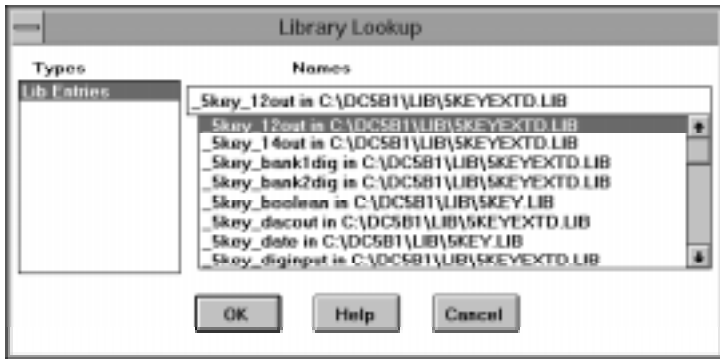 Library Lookup
Types
Names
Lib Entries
_5key_12out in C:\DC5B1\LIB\5KEYEXTD.LIB
_5key_12out in C:\DC5B1\LIB\5KEYEXTD.LIB
_5key_14out in C:\DC5B1\LIB\5KEYEXTD.LIB
_5key_bank1dig in C:\DC5B1\LIB\5KEYEXTD.LIB
_5key_bank2dig in C:\DC5B1\LIB\5KEYEXTD.LIB
_5key_boolean in C:\DC5B1\LIB\5KEY.LIB
_5key_dacout in C:\DC5B1\LIB\5KEYEXTD.LIB
_5key_date in C:\DC5B1\LIB\5KEY.LIB
_5key_diginput in C:\DC5B1\LIB\5KEYEXTD.LIB
OK
Help
Cancel